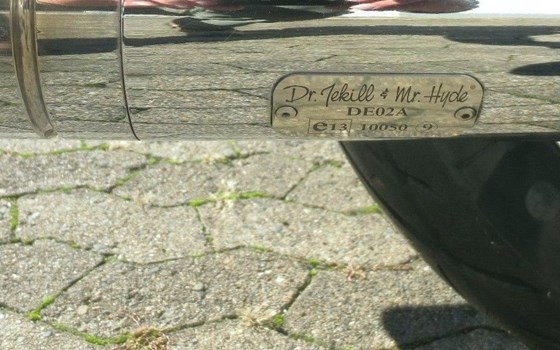 Dr. Jekill & Mr. Hyde®
DE02A
e13 10050 9